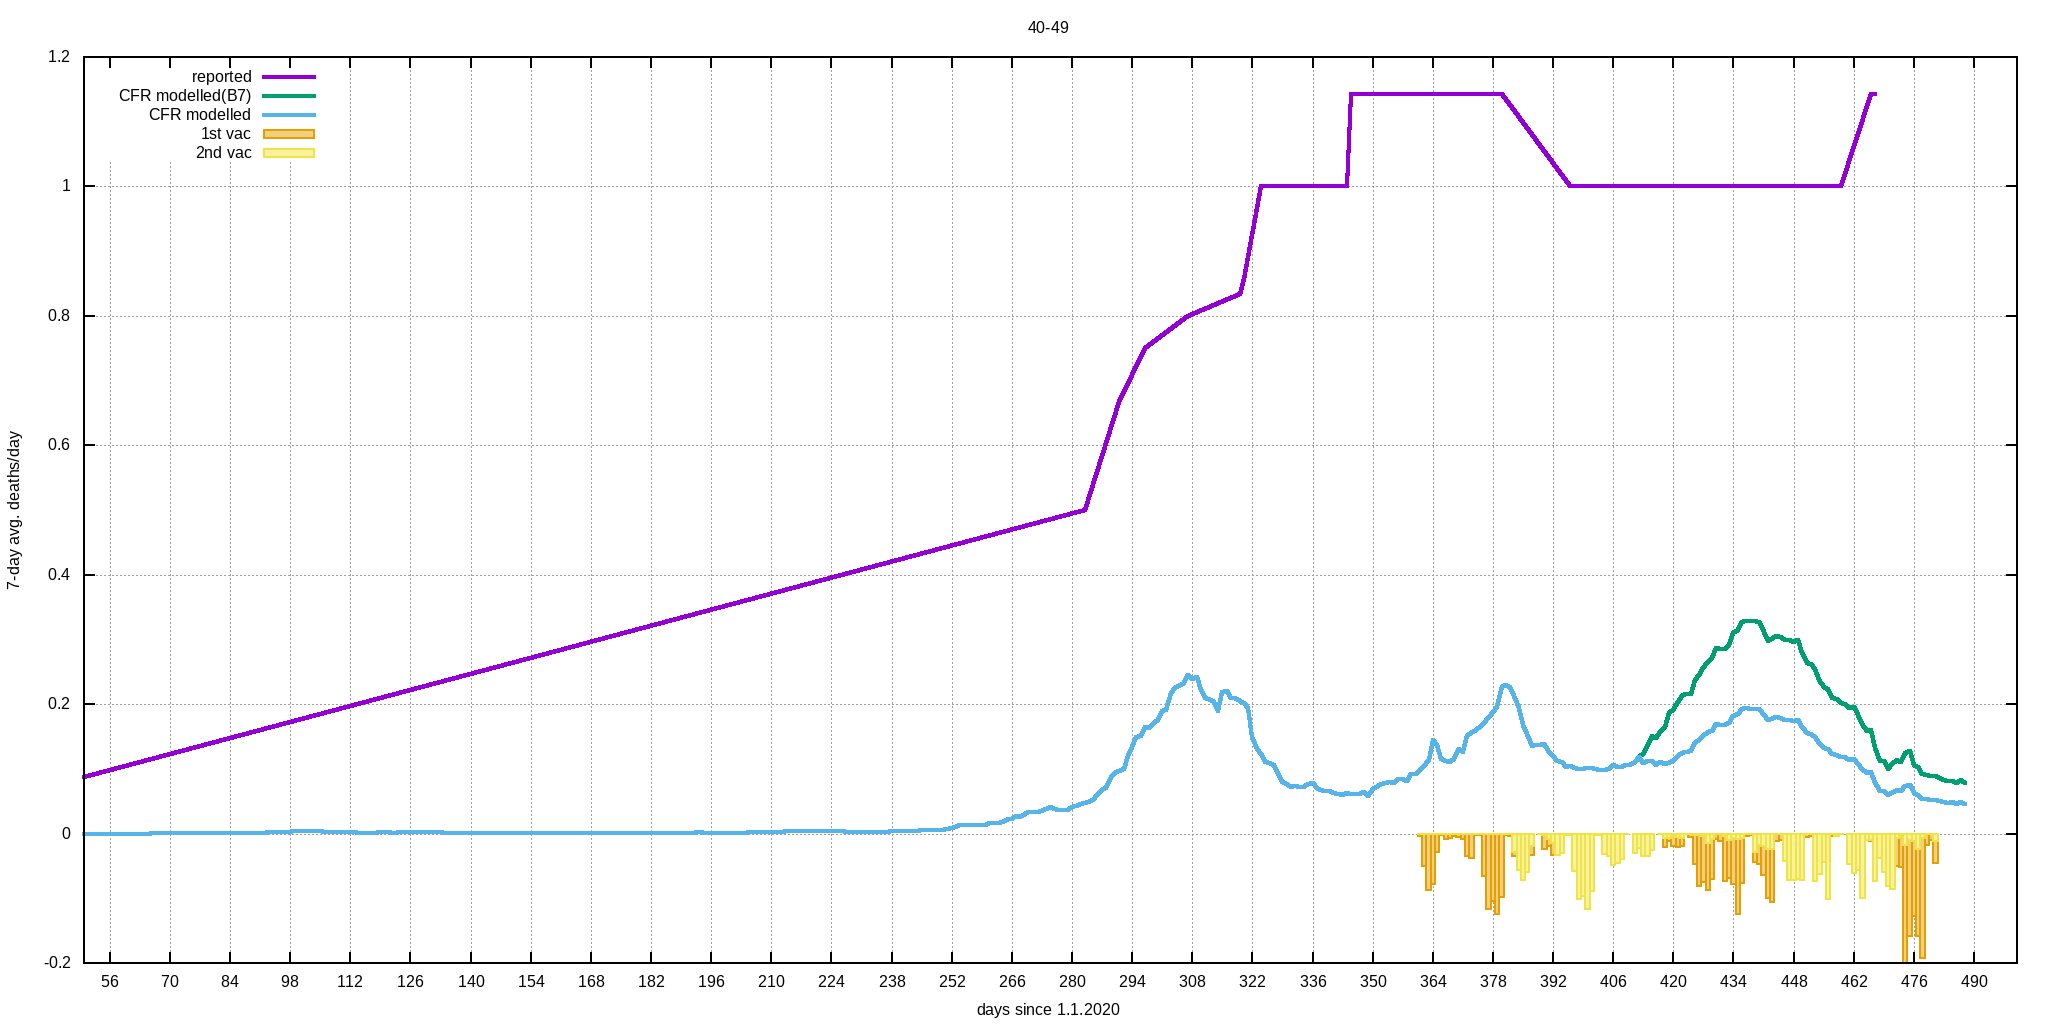 40-49
1.2
1
0.8
0.6
0.4
0.2
0
-0.2
7-day avg. deaths/day
reported
CFR modelled(B7)
CFR modelled
1st vac
2nd vac
56 70 84 98 112 126 140 154 168 182 196 210 224 238 252 266 280 294 308 322 336 350 364 378 392 406 420 434 448 462 476 490
days since 1.1.2020